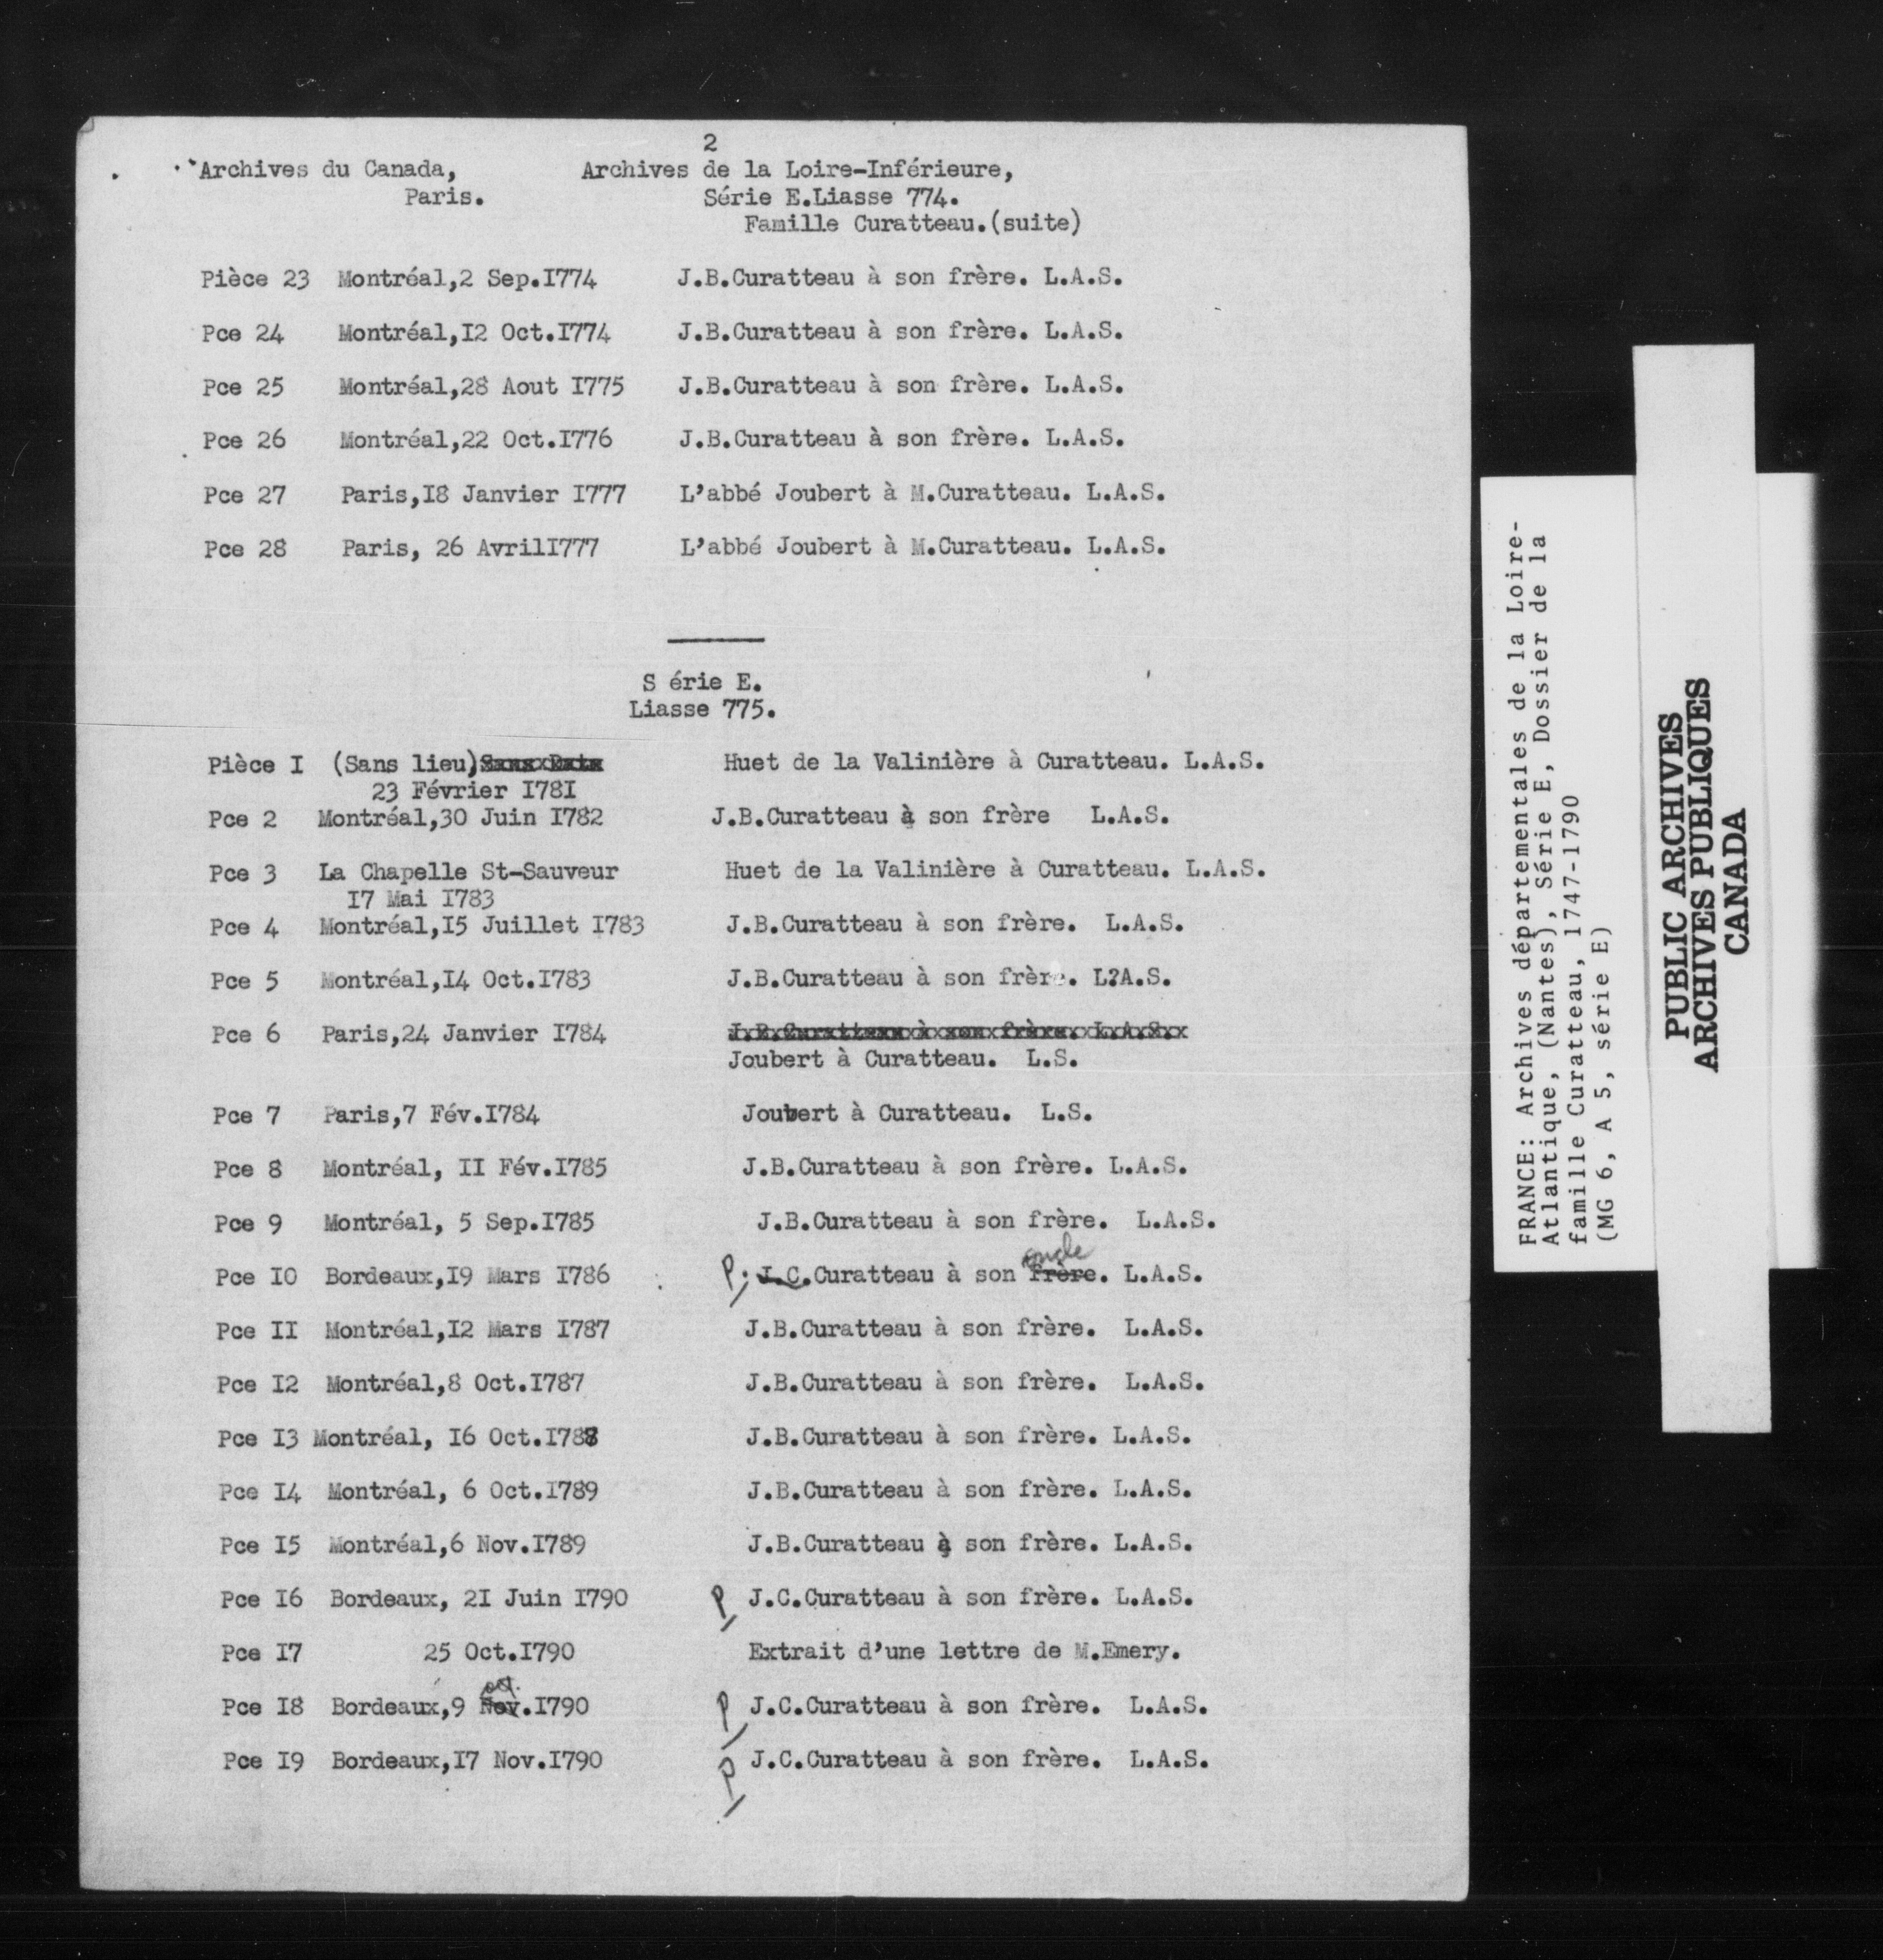 2
Archives du Canada, Archives de la Loire-Inférieure,
Paris. Série E.Liasse 774.
Famille Curatteau.(suite)
Pièce 23 Montréal,2 Sep.I774 J.B.Curatteau à son frère. L.A.S.
Pce 24 Montréal,I2 Oct.I774 J.B.Curatteau à son frère. L.A.S.
Pce 25 Montréal,28 Aout I775 J.B.Curatteau à son frère. L.A.S.
Pce 26 Montréal,22 Oct.I776 J.B.Curatteau à son frère. L.A.S.
Pce 27 Paris,I8 Janvier I777 L'abbé Joubert à M.Curatteau. L.A.S.
Pce 28 Paris, 26 AvrilI777 L'abbé Joubert à M.Curatteau. L.A.S.
S érie E.
Liasse 775.
Pièce I (Sans lieu)Sans Date Huet de la Valinière à Curatteau. L.A.S.
23 Février I78I
Pce 2 Montréal,30 Juin I782 J.B.Curatteau à son frère L.A.S.
Pce 3 La Chapelle St-Sauveur Huet de la Valinière à Curatteau. L.A.S.
I7 Mai I783
Pce 4 Montréal,I5 Juillet I783 J.B.Curatteau à son frère. L.A.S.
Pce 5 Montréal,I4 Oct.I783 J.B.Curatteau à son frère. L?A.S.
Pce 6 Paris,24 Janvier I784 J.B.Curatteau à son frère. L.A.S.
Joubert à Curatteau. L.S.
Pce 7 Paris,7 Fév.I784 Joubert à Curatteau. L.S.
Pce 8 Montréal, II Fév.I785 J.B.Curatteau à son frère. L.A.S.
Pce 9 Montréal, 5 Sep.I785 J.B.Curatteau à son frère. L.A.S.
oncle
Pce I0 Bordeaux,I9 Mars I786 P. J.C.Curatteau à son frère. L.A.S.
Pce II Montréal,I2 Mars I787 J.B.Curatteau à son frère. L.A.S.
Pce I2 Montréal,8 Oct.I787 J.B.Curatteau à son frère. L.A.S.
Pce I3 Montréal, I6 Oct.I788 J.B.Curatteau à son frère. L.A.S.
Pce I4 Montréal, 6 Oct.I789 J.B.Curatteau à son frère. L.A.S.
Pce I5 Montréal,6 Nov.I789 J.B.Curatteau à son frère. L.A.S.
Pce I6 Bordeaux, 2I Juin I790 P J.C.Curatteau à son frère. L.A.S.
Pce I7 25 Oct.I790 Extrait d'une lettre de M.Emery.
oct.
Pce I8 Bordeaux,9 Nov.I790 P J.C.Curatteau à son frère. L.A.S.
Pce I9 Bordeaux,I7 Nov.I790 P J.C.Curatteau à son frère. L.A.S.
FRANCE: Archives départementales de la Loire-
Atlantique, (Nantes), Série E, Dossier de la
famille Curatteau, 1747-1790
(MG 6, A 5, série E)
PUBLIC ARCHIVES
ARCHIVES PUBLIQUES
CANADA